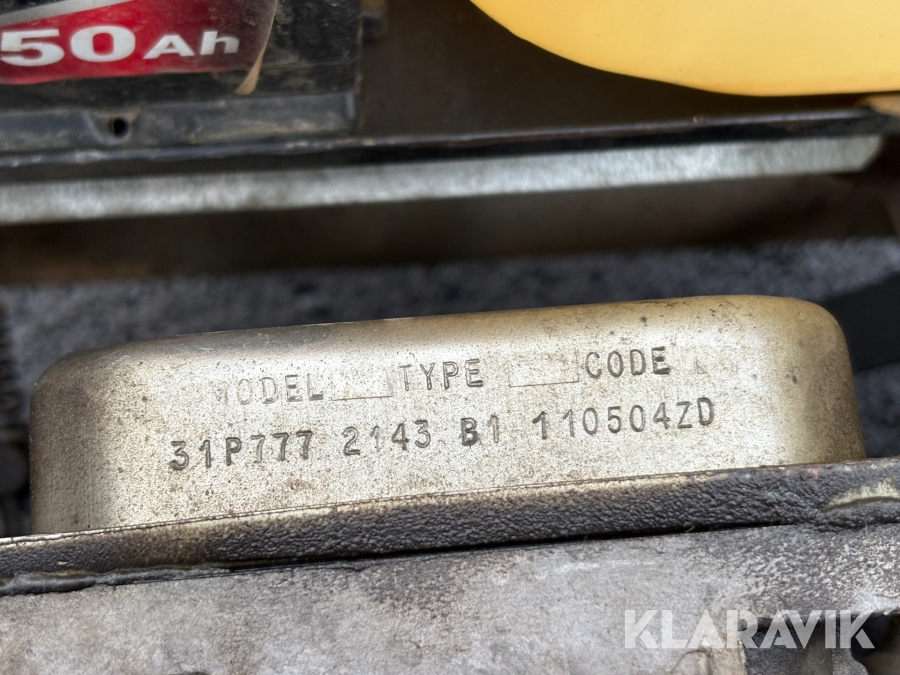 50Ah
MODEL TYPE CODE
31P777 2143 B1 110504ZD
KLARAVIK